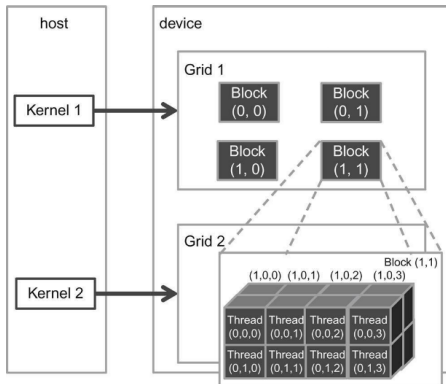 host
device
Grid 1
Kernel 1
Block
(0, 0)
Block
(0, 1)
Block
(1, 0)
Block
(1, 1)
Grid 2
Kernel 2
Block (1,1)
(1,0,0) (1,0,1) (1,0,2) (1,0,3)
Thread Thread Thread Thread
(0,0,0) (0,0,1) (0,0,2) (0,0,3)
Thread Thread Thread Thread
(0,1,0) (0,1,1) (0,1,2) (0,1,3)